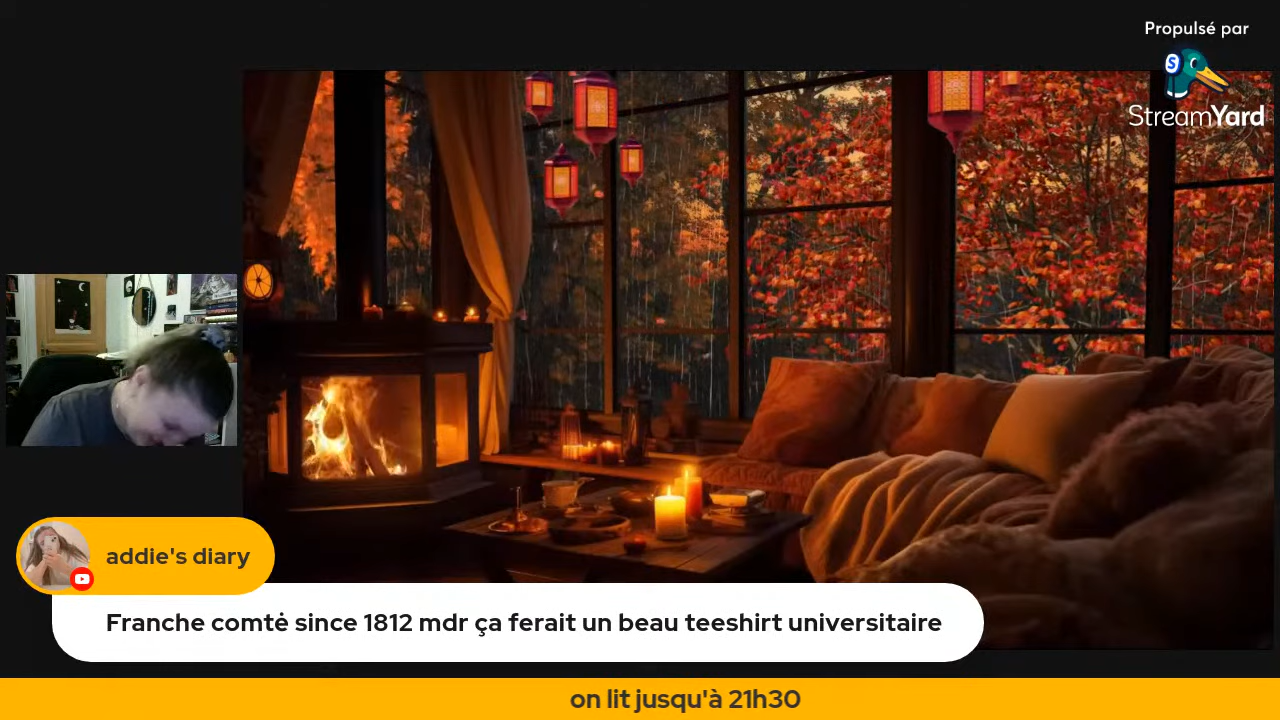 Propulsé par
S
StreamYard
addie's diary
Franche comtė since 1812 mdr ça ferait un beau teeshirt universitaire
on lit jusqu'à 21h30